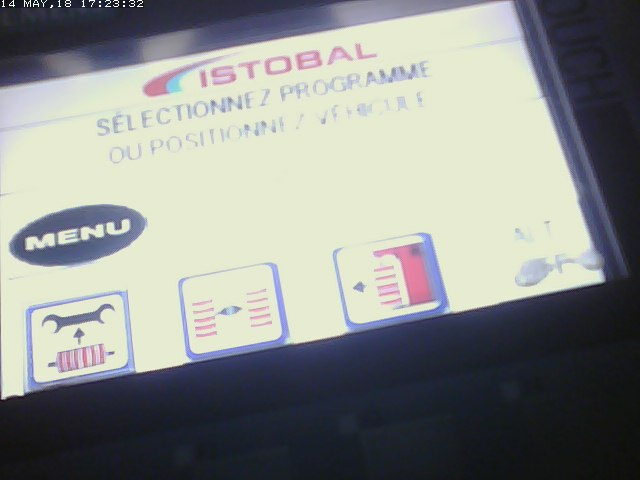 14 MAY,18 17:23:32
ISTOBAL
SÉLECTIONNEZ PROGRAMME
OU POSITIONNEZ VÉHICULE
MENU